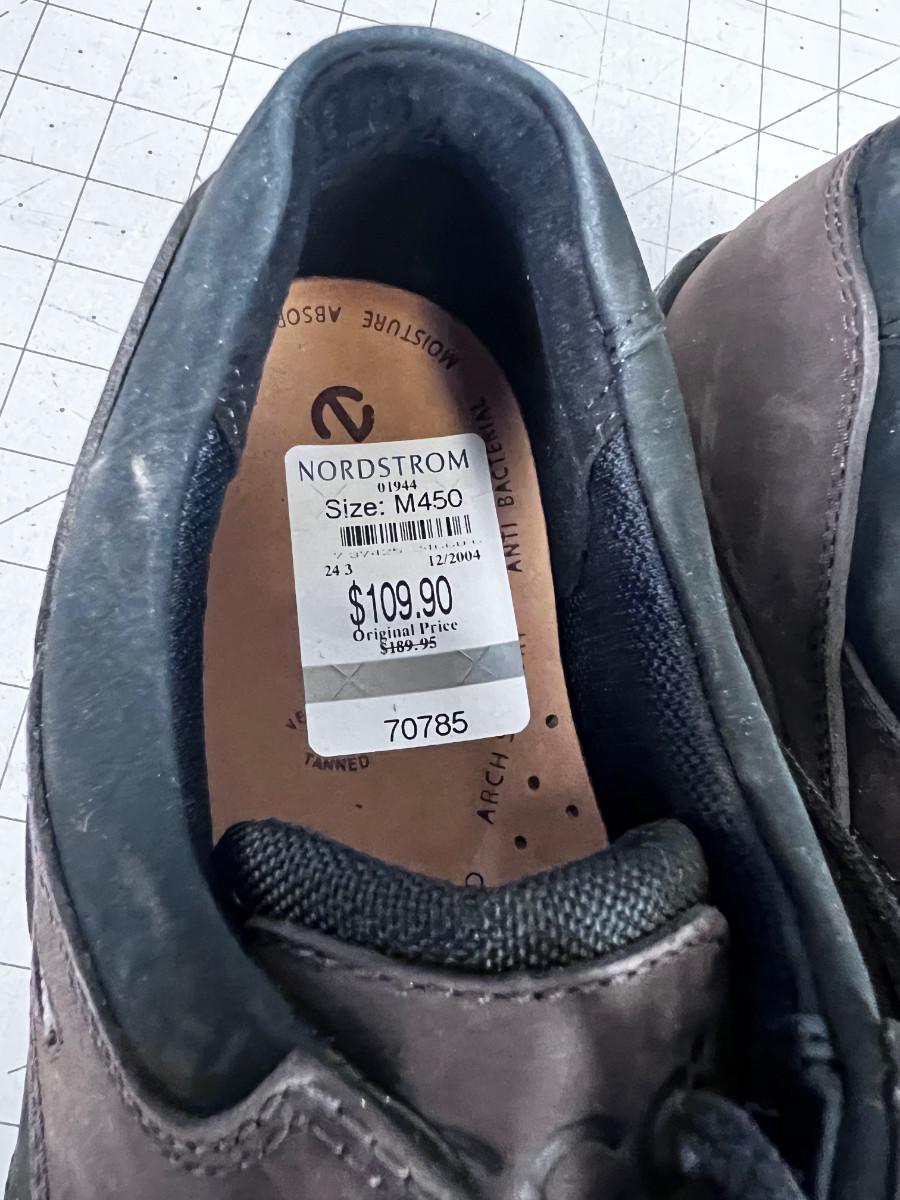 MOISTURE ABSOR
ANTI BACTERIAL
NORDSTROM
01944
Size: M450
24 3 12/2004
$109.90
Original Price
$189.95
70785
TANNED
ARCH